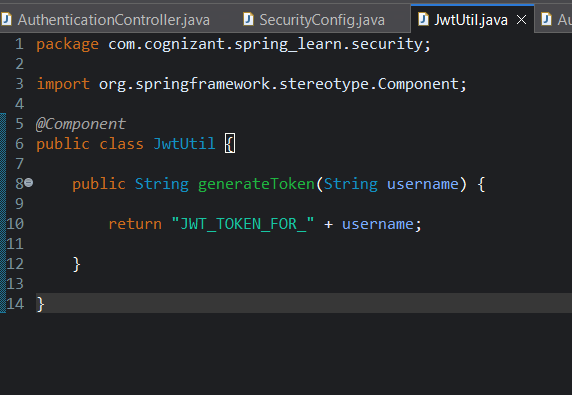 AuthenticationController.java SecurityConfig.java JwtUtil.java Au
1 package com.cognizant.spring_learn.security;
2
3 import org.springframework.stereotype.Component;
4
5 @Component
6 public class JwtUtil {
7
8 public String generateToken(String username) {
9
10 return "JWT_TOKEN_FOR_" + username;
11
12 }
13
14 }